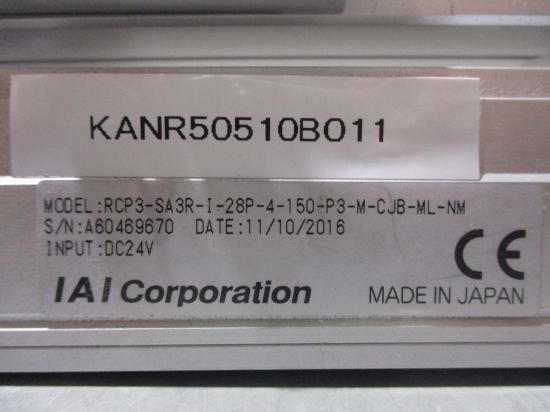 KANR50510B011
MODEL:RCP3-SA3R-I-28P-4-150-P3-M-CJB-ML-NM
S/N:A60469670 DATE:11/10/2016
INPUT:DC24V
CE
IAI Corporation
MADE IN JAPAN